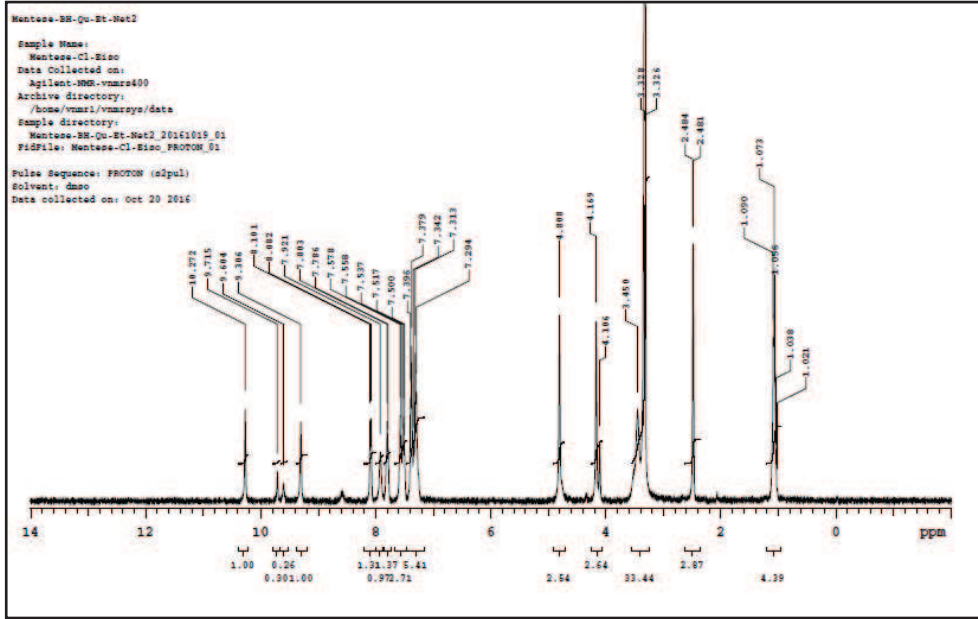 Mentese-BH-Qu-Et-Net2
Sample Name:
Mentese-Cl-Biso
Data Collected on:
Agilent-NMR-vnmrs400
Archive directory:
/home/vnmr1/vnmrsys/data
Sample directory:
Mentese-BH-Qu-Et-Net2_20161019_01
FidFile: Mentese-Cl-Biso_PROTON_01
Pulse Sequence: PROTON (s2pul)
Solvent: dmso
Data collected on: Oct 20 2016
10.272
9.715
9.604
9.306
8.101
8.082
7.921
7.803
7.786
7.578
7.558
7.537
7.517
7.500
7.396
7.379
7.342
7.313
7.294
4.808
4.169
4.106
3.450
3.328
3.326
2.484
2.481
1.090
1.073
1.056
1.038
1.021
14 12 10 8 6 4 2 0 ppm
1.00 0.26 1.31 1.37 5.41 2.54 2.64 33.44 2.87 4.39
0.30 1.00 0.97 2.71